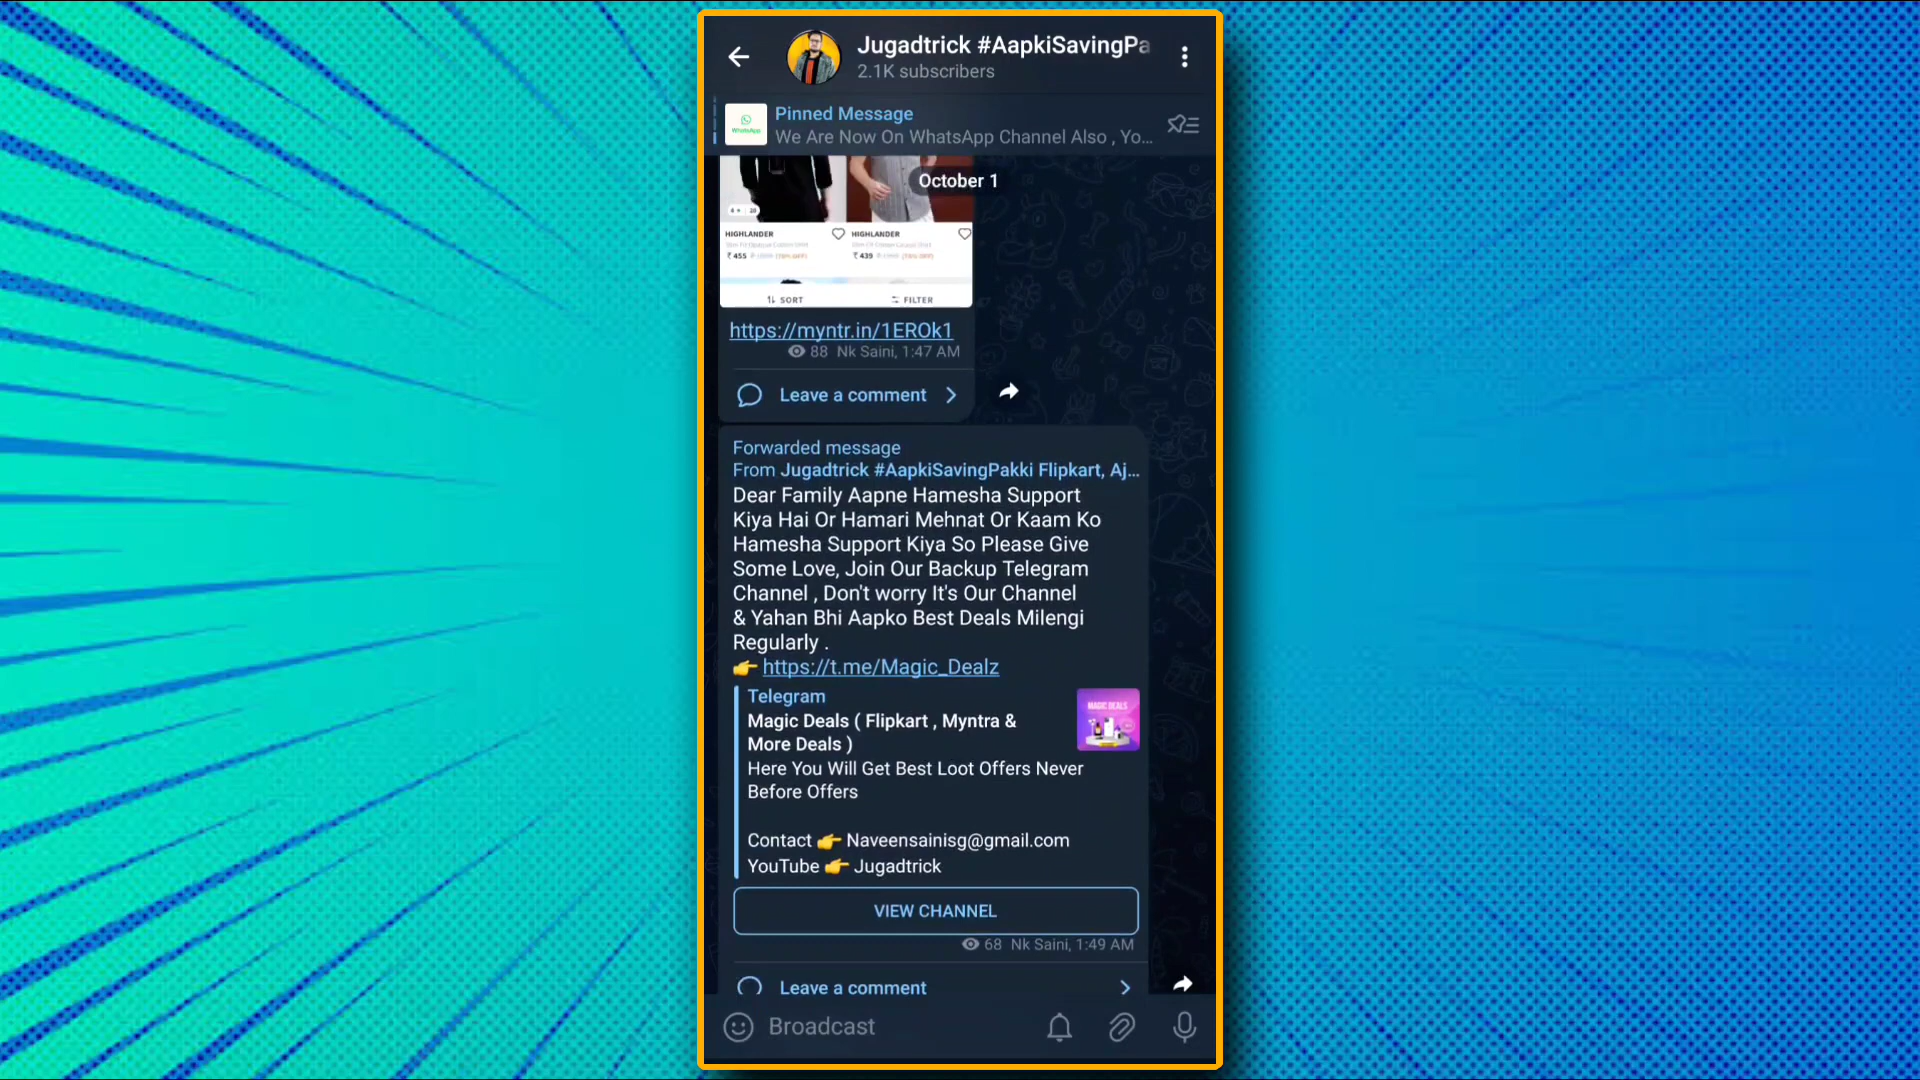 Jugadtrick #AapkiSavingPa
2.1K subscribers
Pinned Message
We Are Now On WhatsApp Channel Also , Yo...
WhatsApp
October 1
HIGHLANDER
HIGHLANDER
₹ 455
₹ 439
SORT
FILTER
https://myntr.in/1EROk1
88 Nk Saini, 1:47 AM
Leave a comment
Forwarded message
From Jugadtrick #AapkiSavingPakki Flipkart, Aj...
Dear Family Aapne Hamesha Support
Kiya Hai Or Hamari Mehnat Or Kaam Ko
Hamesha Support Kiya So Please Give
Some Love, Join Our Backup Telegram
Channel , Don't worry It's Our Channel
& Yahan Bhi Aapko Best Deals Milengi
Regularly .
👉 https://t.me/Magic_Dealz
Telegram
Magic Deals ( Flipkart , Myntra &
More Deals )
MAGIC DEALS
Here You Will Get Best Loot Offers Never
Before Offers
Contact 👉 Naveensainisg@gmail.com
YouTube 👉 Jugadtrick
VIEW CHANNEL
68 Nk Saini, 1:49 AM
Leave a comment
Broadcast